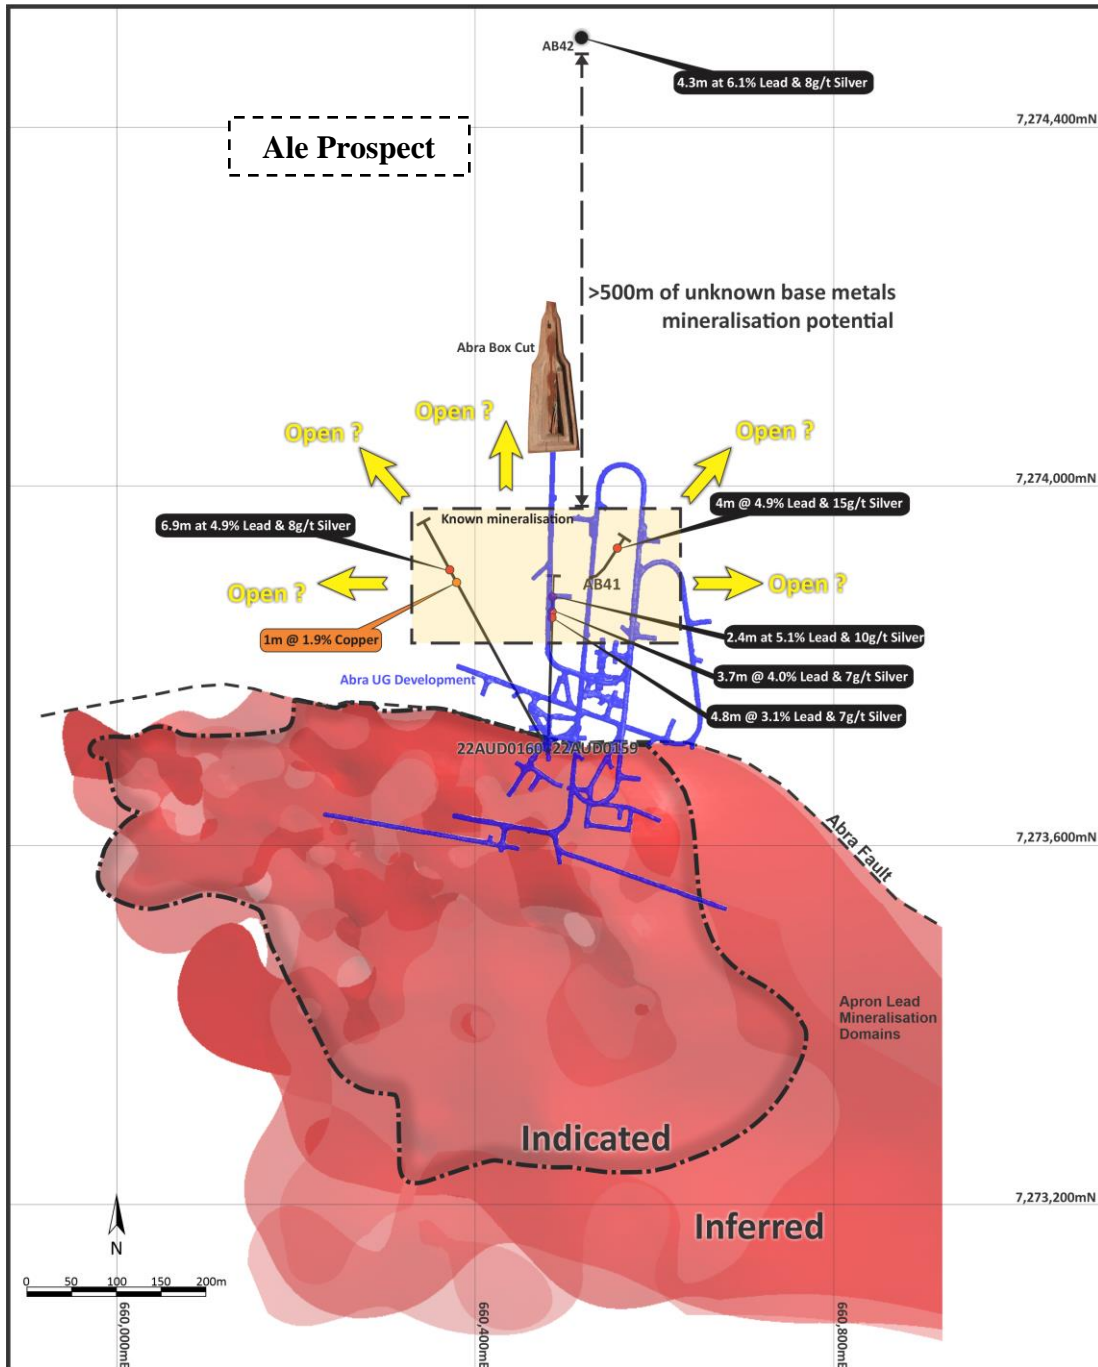 AB42
4.3m at 6.1% Lead & 8g/t Silver
7,274,400mN
Ale Prospect
>500m of unknown base metals
mineralisation potential
Abra Box Cut
Open ?
Open ?
Open ?
7,274,000mN
4m @ 4.9% Lead & 15g/t Silver
6.9m at 4.9% Lead & 8g/t Silver
Known mineralisation
Open ?
AB41
Open ?
1m @ 1.9% Copper
2.4m at 5.1% Lead & 10g/t Silver
Abra UG Development
3.7m @ 4.0% Lead & 7g/t Silver
4.8m @ 3.1% Lead & 7g/t Silver
22AUD0160 22AUD0159
Abra Fault
7,273,600mN
Apron Lead
Mineralisation
Domains
Indicated
7,273,200mN
Inferred
N
0 50 100 150 200m
660,000mE
660,400mE
660,800mE